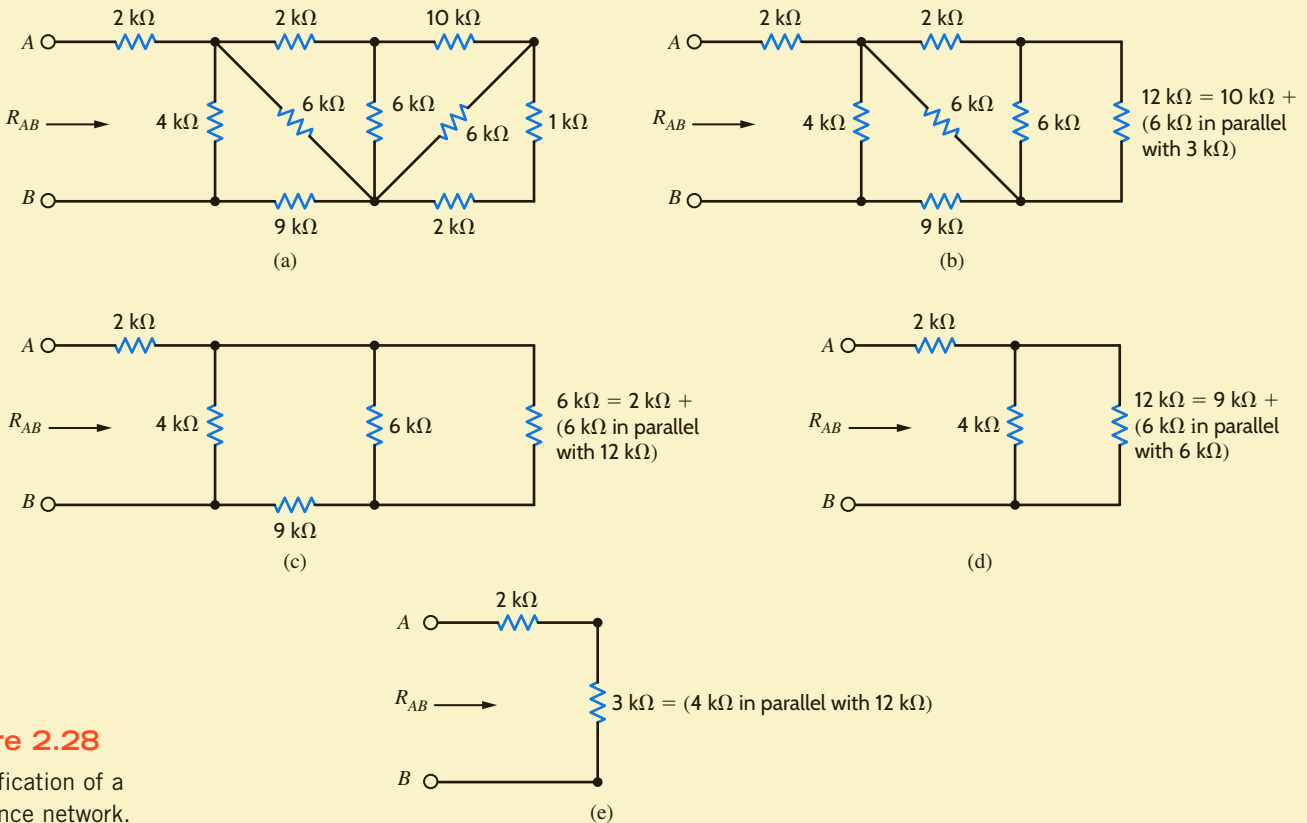 2 kΩ 2 kΩ 10 kΩ
A
RAB 4 kΩ 6 kΩ 6 kΩ 6 kΩ 1 kΩ
B
9 kΩ 2 kΩ
(a)
2 kΩ 2 kΩ
A
RAB 4 kΩ 6 kΩ 6 kΩ
12 kΩ = 10 kΩ +
(6 kΩ in parallel
with 3 kΩ)
B
9 kΩ
(b)
2 kΩ
A
RAB 4 kΩ 6 kΩ
6 kΩ = 2 kΩ +
(6 kΩ in parallel
with 12 kΩ)
B
9 kΩ
(c)
2 kΩ
A
RAB 4 kΩ
12 kΩ = 9 kΩ +
(6 kΩ in parallel
with 6 kΩ)
B
(d)
2 kΩ
A
RAB 3 kΩ = (4 kΩ in parallel with 12 kΩ)
B
(e)
re 2.28
fication of a
nce network.